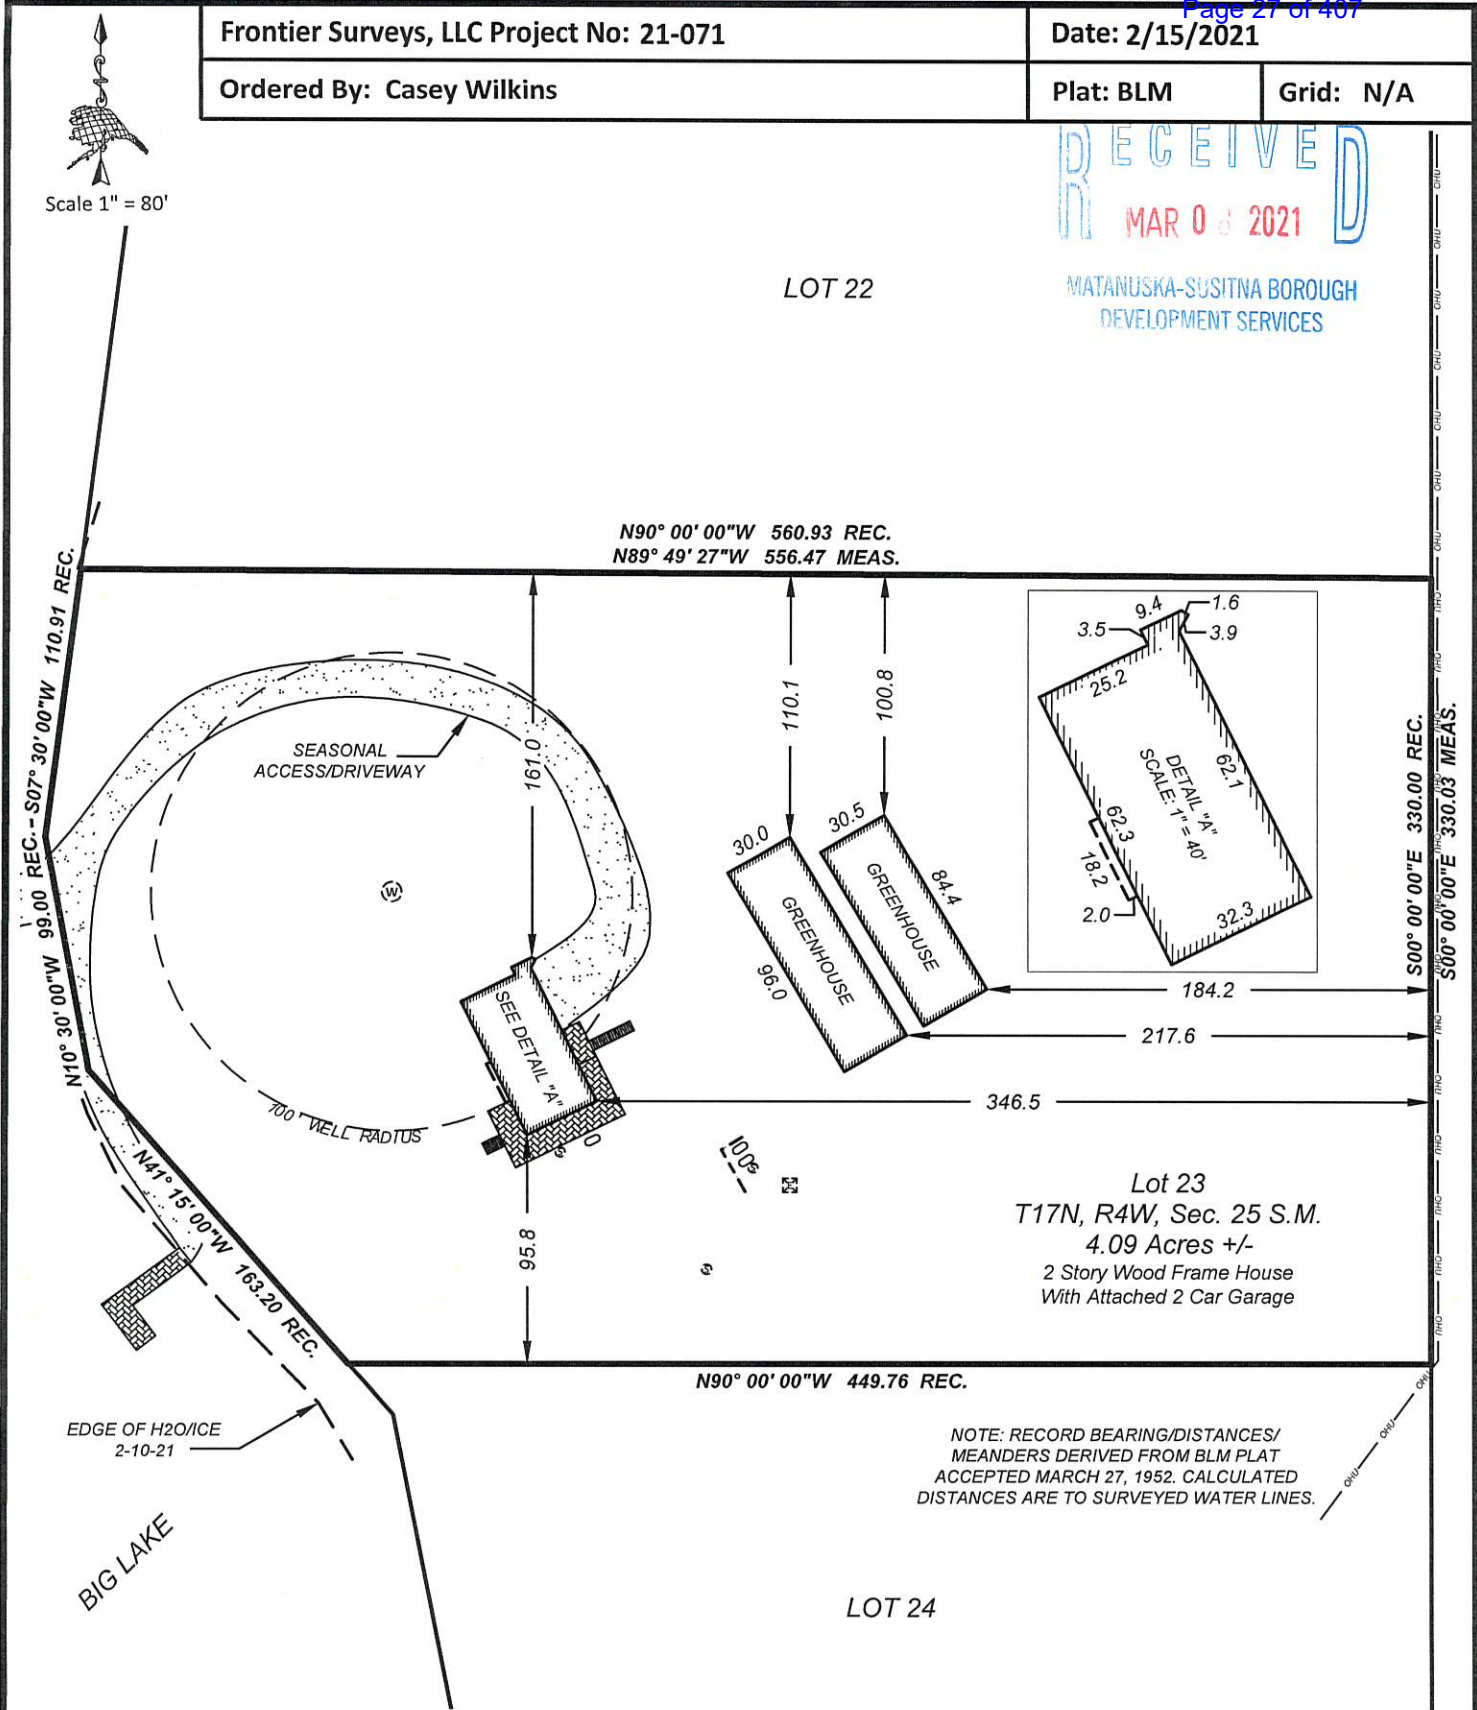 Page 27 of 407
Frontier Surveys, LLC Project No: 21-071
Date: 2/15/2021
Ordered By: Casey Wilkins
Plat: BLM
Grid: N/A
Scale 1" = 80'
RECEIVED
MAR 0 2021
MATANUSKA-SUSITNA BOROUGH
DEVELOPMENT SERVICES
LOT 22
N90° 00' 00"W 560.93 REC.
N89° 49' 27"W 556.47 MEAS.
S07° 30' 00"W 110.91 REC.
N10° 30' 00"W 99.00 REC.
N41° 15' 00"W 163.20 REC.
SEASONAL
ACCESS/DRIVEWAY
161.0
110.1
100.8
30.0
30.5
GREENHOUSE
96.0
GREENHOUSE
84.4
9.4
1.6
3.5
3.9
25.2
62.1
DETAIL "A"
SCALE: 1" = 40'
62.3
18.2
2.0
32.3
S00° 00' 00"E 330.00 REC.
S00° 00' 00"E 330.03 MEAS.
OHU
W
184.2
217.6
346.5
SEE DETAIL "A"
100' WELL RADIUS
95.8
100
Lot 23
T17N, R4W, Sec. 25 S.M.
4.09 Acres +/-
2 Story Wood Frame House
With Attached 2 Car Garage
N90° 00' 00"W 449.76 REC.
EDGE OF H2O/ICE
2-10-21
NOTE: RECORD BEARING/DISTANCES/
MEANDERS DERIVED FROM BLM PLAT
ACCEPTED MARCH 27, 1952. CALCULATED
DISTANCES ARE TO SURVEYED WATER LINES.
BIG LAKE
LOT 24